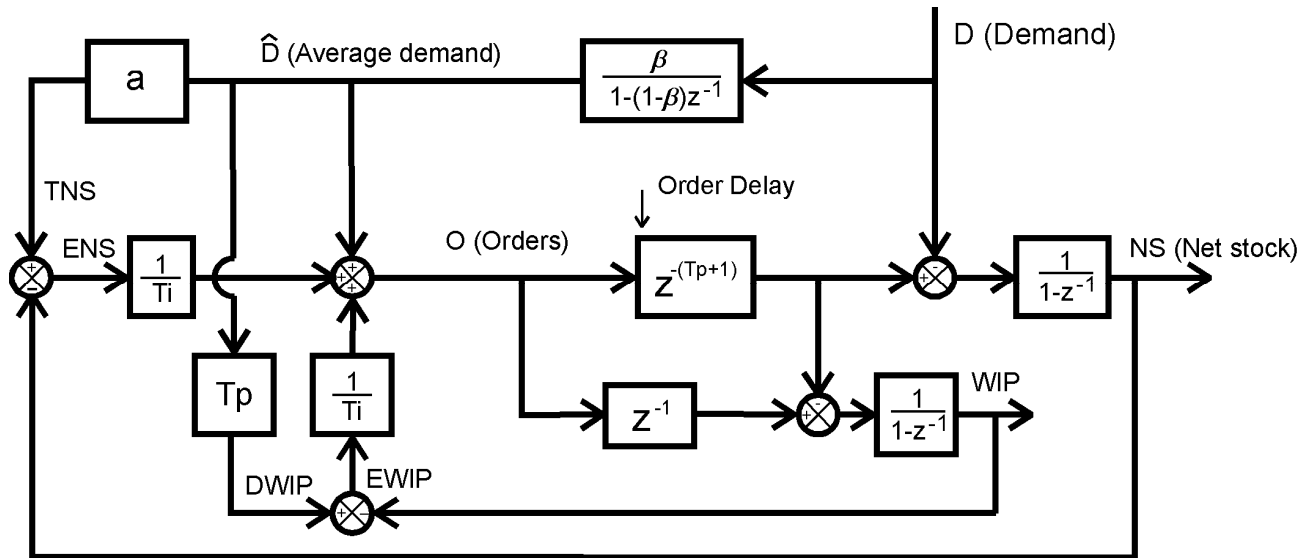 a
D̂ (Average demand)
β
1-(1-β)z⁻¹
D (Demand)
TNS
Order Delay
ENS
1
Ti
+
-
+
+
+
O (Orders)
z⁻⁽ᵀᵖ⁺¹⁾
-
+
1
1-z⁻¹
NS (Net stock)
Tp
1
Ti
z⁻¹
-
+
1
1-z⁻¹
WIP
DWIP
EWIP
+
-